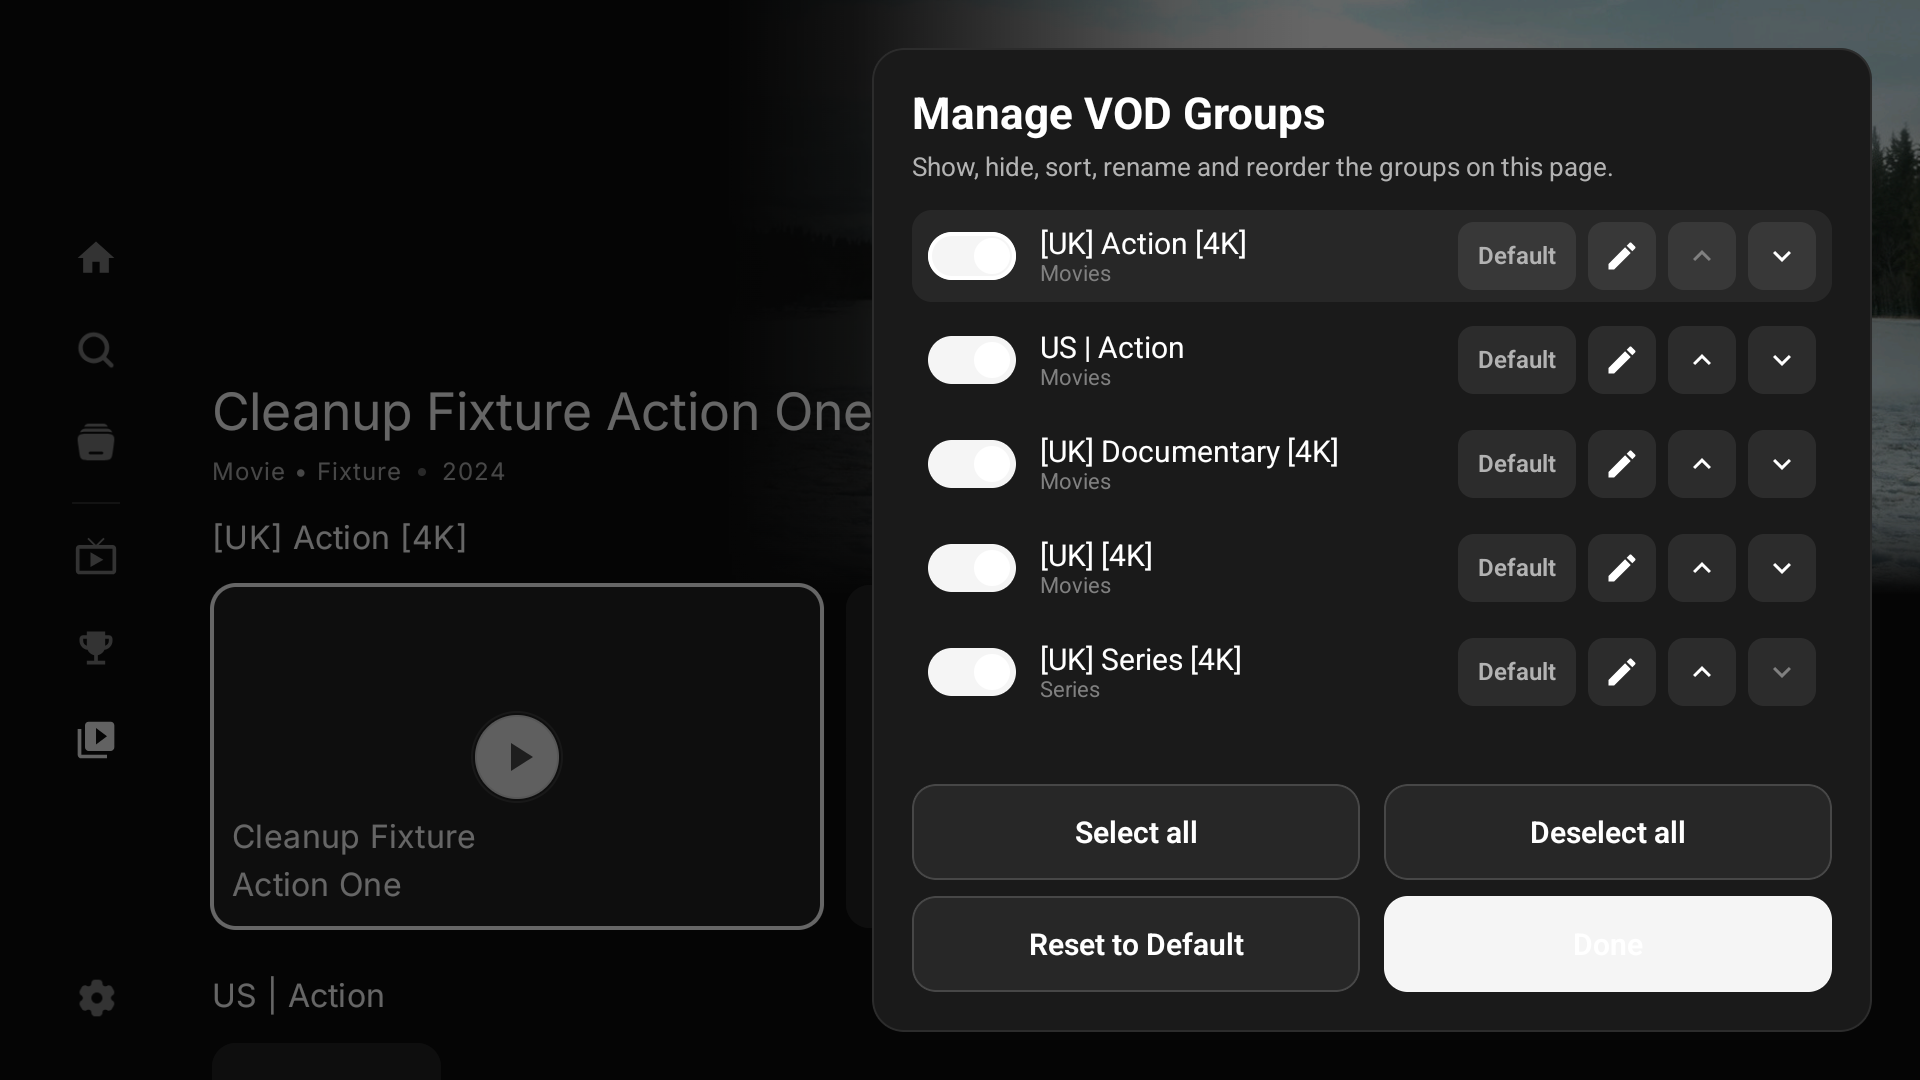 Manage VOD Groups
Show, hide, sort, rename and reorder the groups on this page.
[UK] Action [4K]
Movies
Default
US | Action
Movies
Default
[UK] Documentary [4K]
Movies
Default
[UK] [4K]
Movies
Default
[UK] Series [4K]
Series
Default
Select all
Deselect all
Reset to Default
Done
Cleanup Fixture Action One
Movie • Fixture • 2024
[UK] Action [4K]
Cleanup Fixture
Action One
US | Action